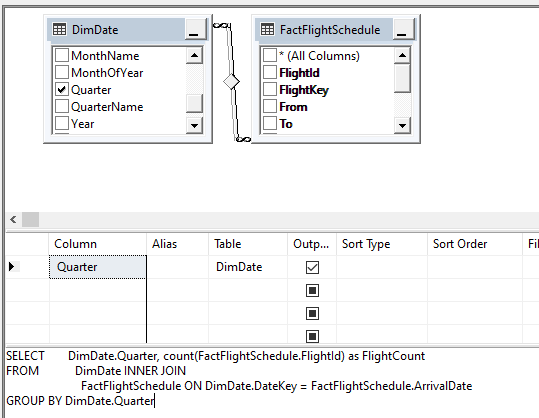 DimDate
MonthName
MonthOfYear
Quarter
QuarterName
Year
FactFlightSchedule
* (All Columns)
FlightId
FlightKey
From
To
Column Alias Table Outp... Sort Type Sort Order Fil
Quarter DimDate
SELECT DimDate.Quarter, count(FactFlightSchedule.FlightId) as FlightCount
FROM DimDate INNER JOIN
FactFlightSchedule ON DimDate.DateKey = FactFlightSchedule.ArrivalDate
GROUP BY DimDate.Quarter